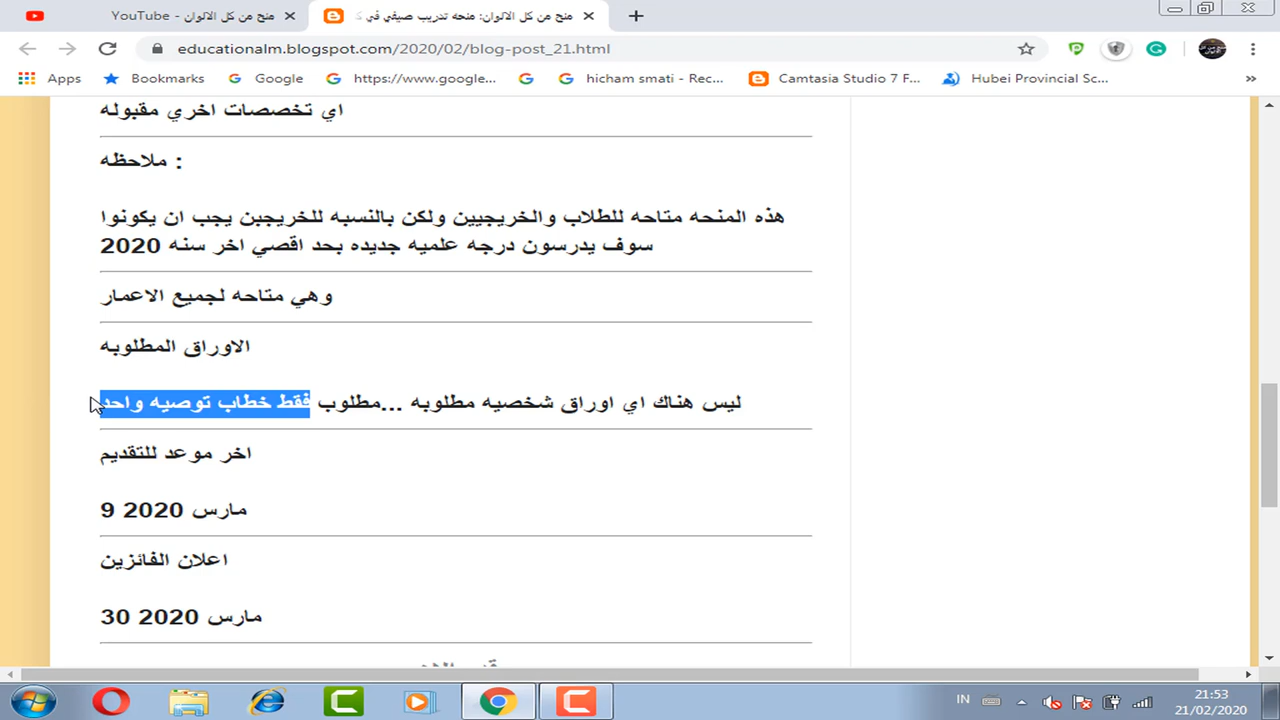 منح من كل الالوان - YouTube
منح من كل الالوان: منحه تدريب صيفي في ك
educationalm.blogspot.com/2020/02/blog-post_21.html
Apps
Bookmarks
Google
https://www.google...
hicham smati - Rec...
Camtasia Studio 7 F...
Hubei Provincial Sc...
»
اي تخصصات اخري مقبوله
ملاحظه :
هذه المنحه متاحه للطلاب والخريجيين ولكن بالنسبه للخريجبن يجب ان يكونوا
سوف يدرسون درجه علميه جديده بحد اقصي اخر سنه 2020
وهي متاحه لجميع الاعمار
الاوراق المطلوبه
ليس هناك اي اوراق شخصيه مطلوبه ...مطلوب فقط خطاب توصيه واحد
اخر موعد للتقديم
9 مارس 2020
اعلان الفائزين
30 مارس 2020
IN
21:53
21/02/2020